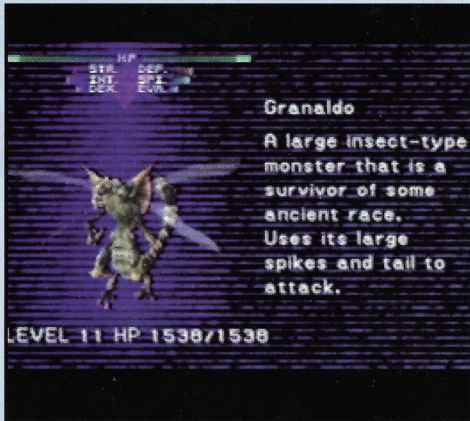 HP
STR. DEF.
INT. SPI.
DEX. EVA.
Granaldo
A large insect-type
monster that is a
survivor of some
ancient race.
Uses its large
spikes and tail to
attack.
LEVEL 11 HP 1538/1538